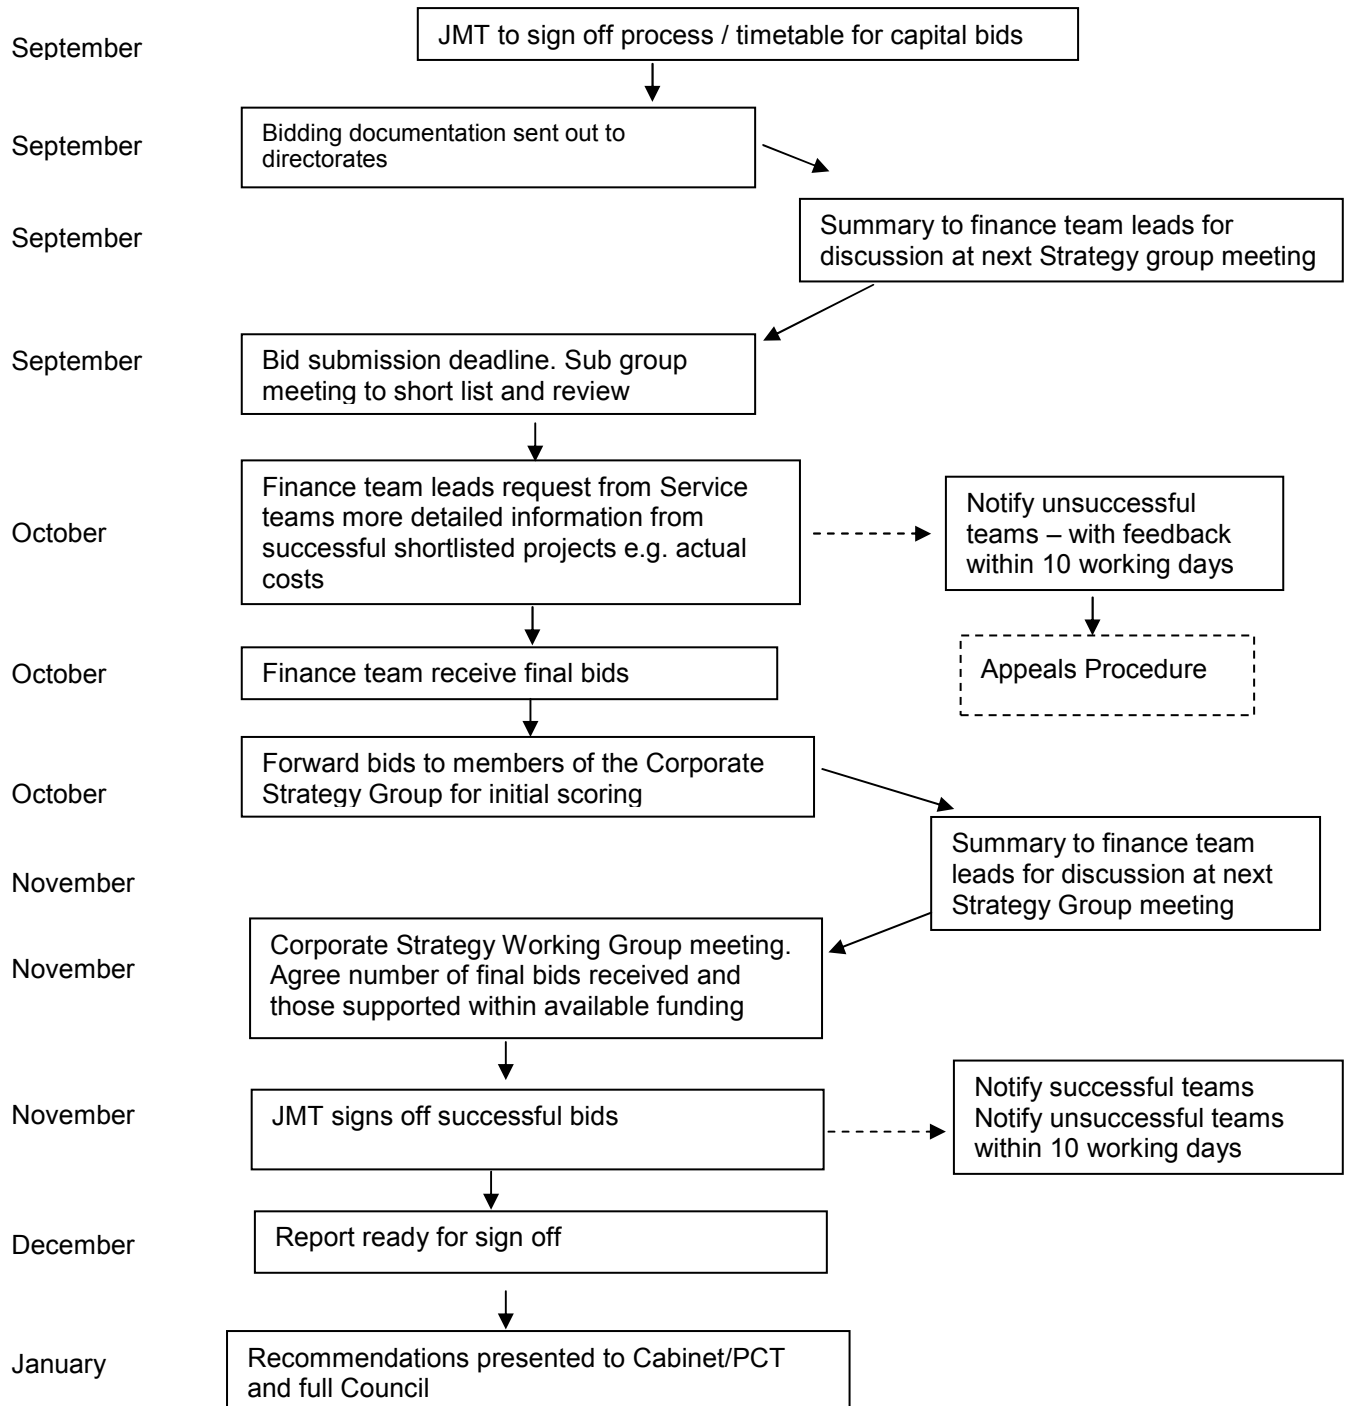 September
JMT to sign off process / timetable for capital bids
September
Bidding documentation sent out to
directorates
September
Summary to finance team leads for
discussion at next Strategy group meeting
September
Bid submission deadline. Sub group
meeting to short list and review
October
Finance team leads request from Service
teams more detailed information from
successful shortlisted projects e.g. actual
costs
Notify unsuccessful
teams – with feedback
within 10 working days
October
Finance team receive final bids
Appeals Procedure
October
Forward bids to members of the Corporate
Strategy Group for initial scoring
November
Summary to finance team
leads for discussion at next
Strategy Group meeting
November
Corporate Strategy Working Group meeting.
Agree number of final bids received and
those supported within available funding
November
JMT signs off successful bids
Notify successful teams
Notify unsuccessful teams
within 10 working days
December
Report ready for sign off
January
Recommendations presented to Cabinet/PCT
and full Council